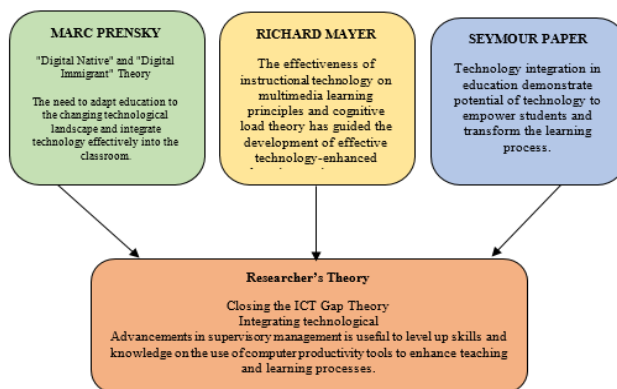 MARC PRENSKY
"Digital Native" and "Digital
Immigrant" Theory
The need to adapt education to
the changing technological
landscape and integrate
technology effectively into the
classroom.
RICHARD MAYER
The effectiveness of
instructional technology on
multimedia learning
principles and cognitive
load theory has guided the
development of effective
technology-enhanced
SEYMOUR PAPER
Technology integration in
education demonstrate
potential of technology to
empower students and
transform the learning
process.
Researcher's Theory
Closing the ICT Gap Theory
Integrating technological
Advancements in supervisory management is useful to level up skills and
knowledge on the use of computer productivity tools to enhance teaching
and learning processes.